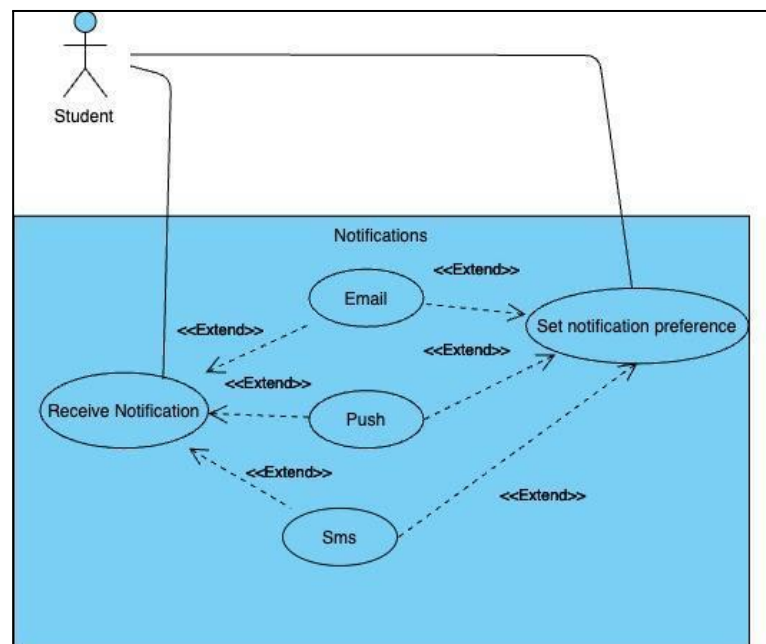 Student
Notifications
<<Extend>>
Email
<<Extend>>
Set notification preference
<<Extend>>
<<Extend>>
Receive Notification
Push
<<Extend>>
<<Extend>>
Sms